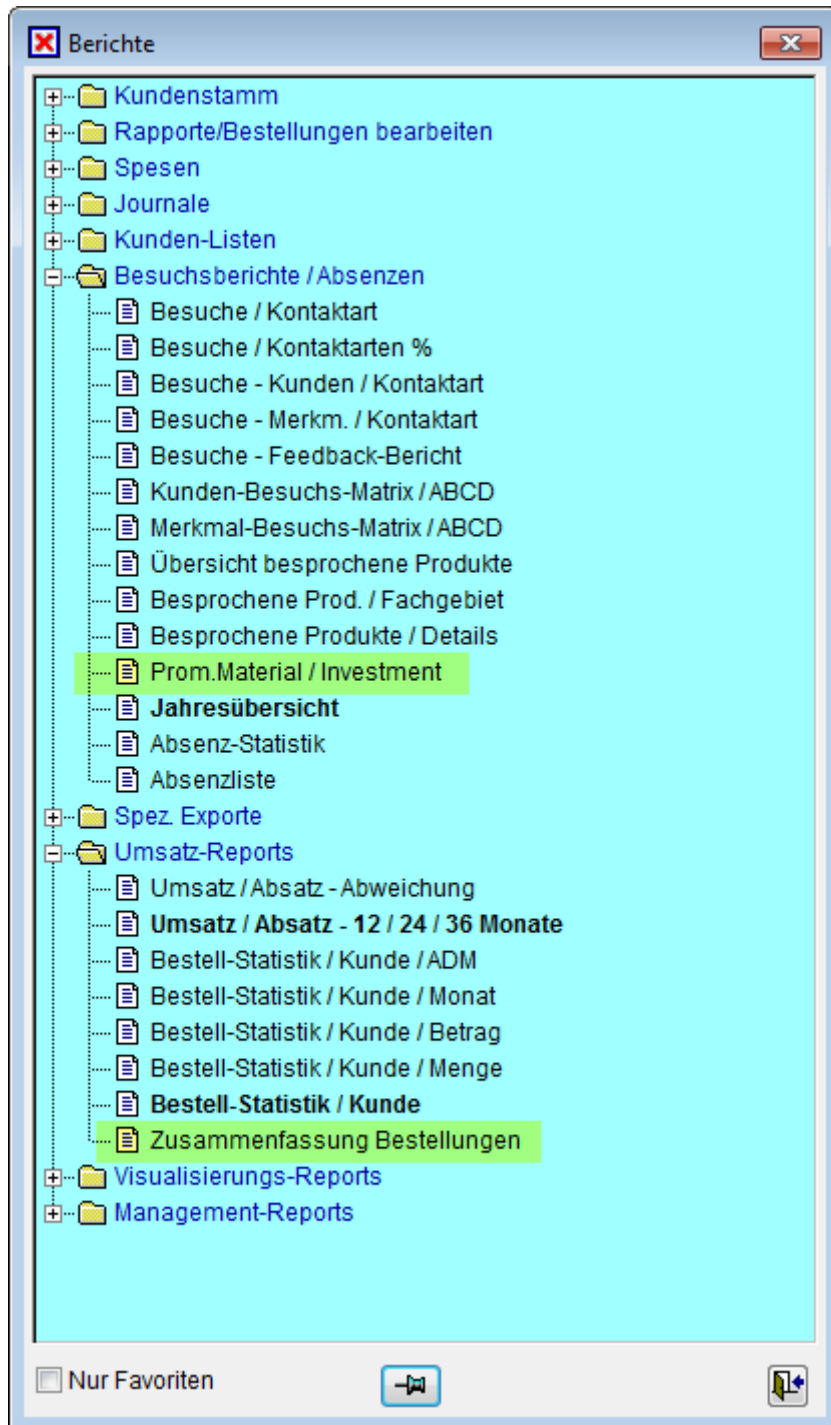 Berichte
Kundenstamm
Rapporte/Bestellungen bearbeiten
Spesen
Journale
Kunden-Listen
Besuchsberichte / Absenzen
Besuche / Kontaktart
Besuche / Kontaktarten %
Besuche - Kunden / Kontaktart
Besuche - Merkm. / Kontaktart
Besuche - Feedback-Bericht
Kunden-Besuchs-Matrix / ABCD
Merkmal-Besuchs-Matrix / ABCD
Übersicht besprochene Produkte
Besprochene Prod. / Fachgebiet
Besprochene Produkte / Details
Prom.Material / Investment
Jahresübersicht
Absenz-Statistik
Absenzliste
Spez. Exporte
Umsatz-Reports
Umsatz / Absatz - Abweichung
Umsatz / Absatz - 12 / 24 / 36 Monate
Bestell-Statistik / Kunde / ADM
Bestell-Statistik / Kunde / Monat
Bestell-Statistik / Kunde / Betrag
Bestell-Statistik / Kunde / Menge
Bestell-Statistik / Kunde
Zusammenfassung Bestellungen
Visualisierungs-Reports
Management-Reports
Nur Favoriten